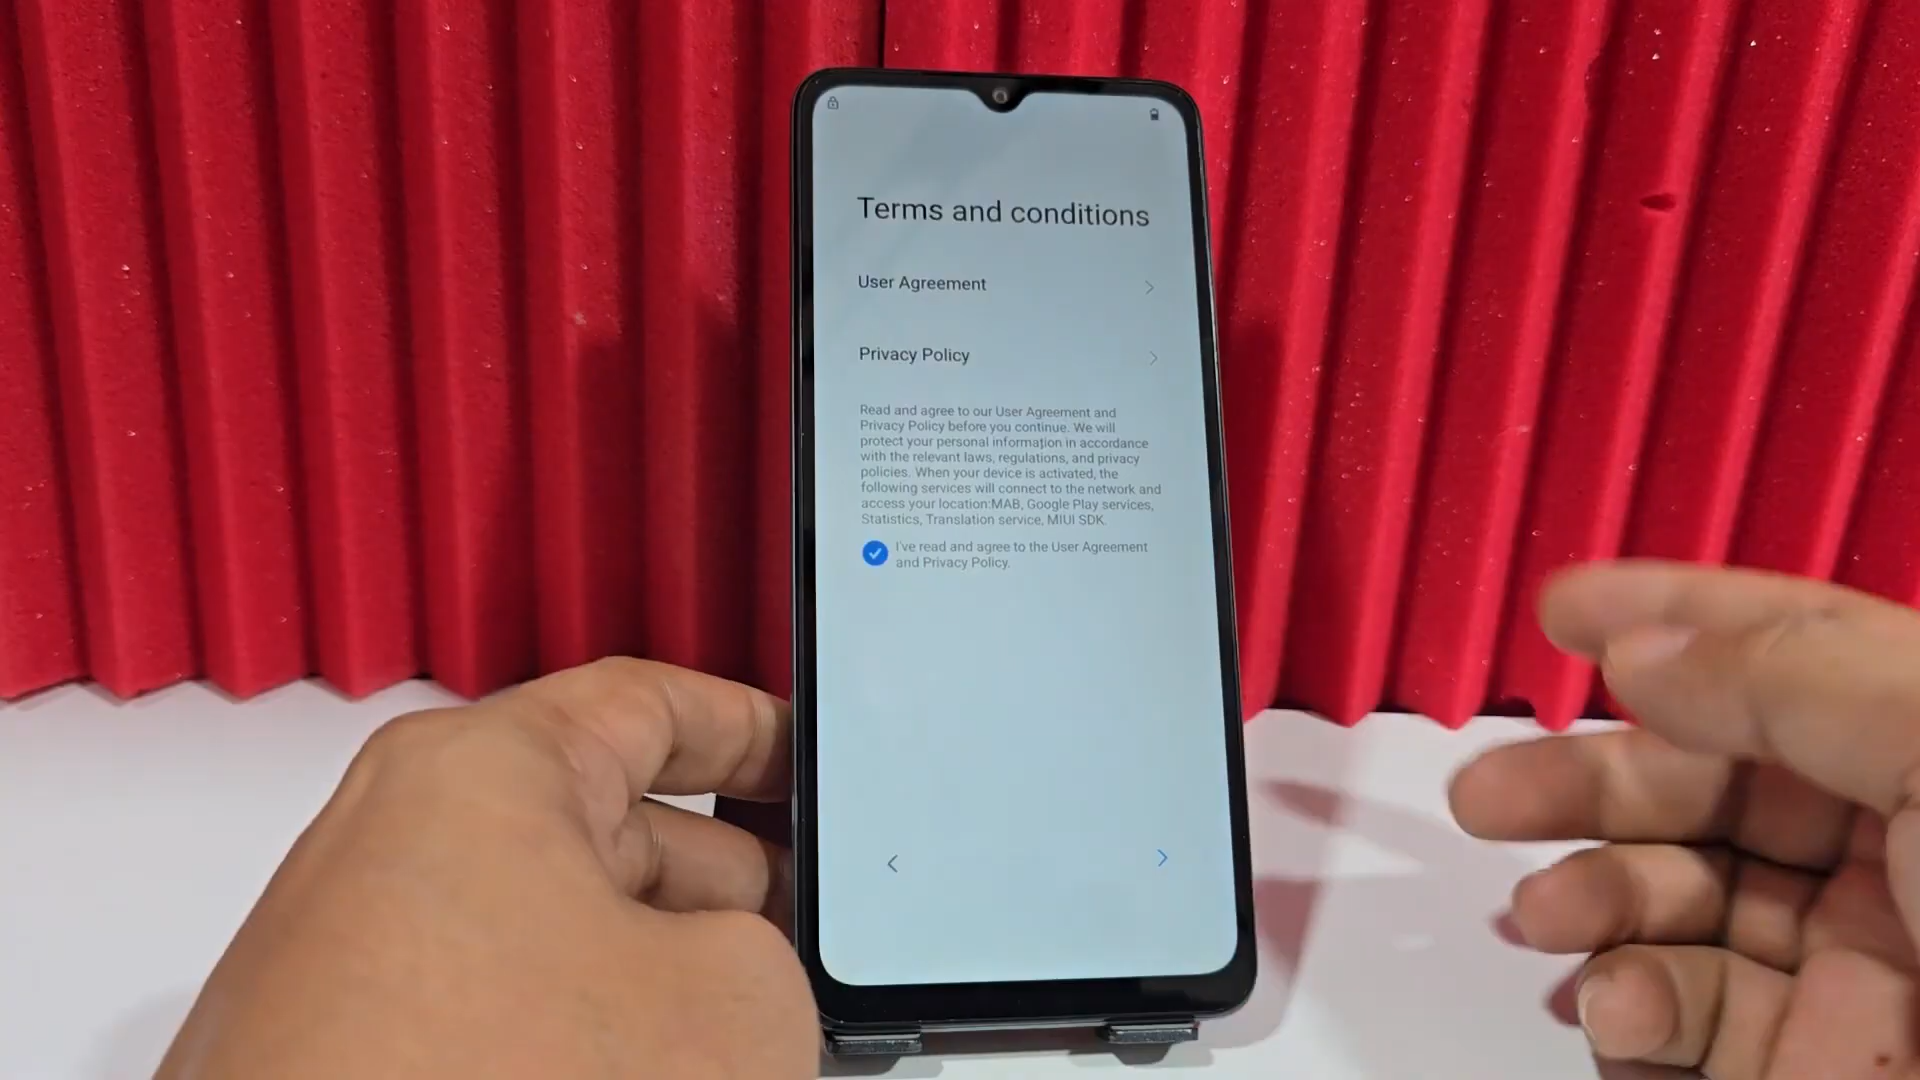 Terms and conditions
User Agreement
Privacy Policy
Read and agree to our User Agreement and
Privacy Policy before you continue. We will
protect your personal information in accordance
with the relevant laws, regulations, and privacy
policies. When your device is activated, the
following services will connect to the network and
access your location:MAB, Google Play services,
Statistics, Translation service, MIUI SDK.
I've read and agree to the User Agreement
and Privacy Policy.